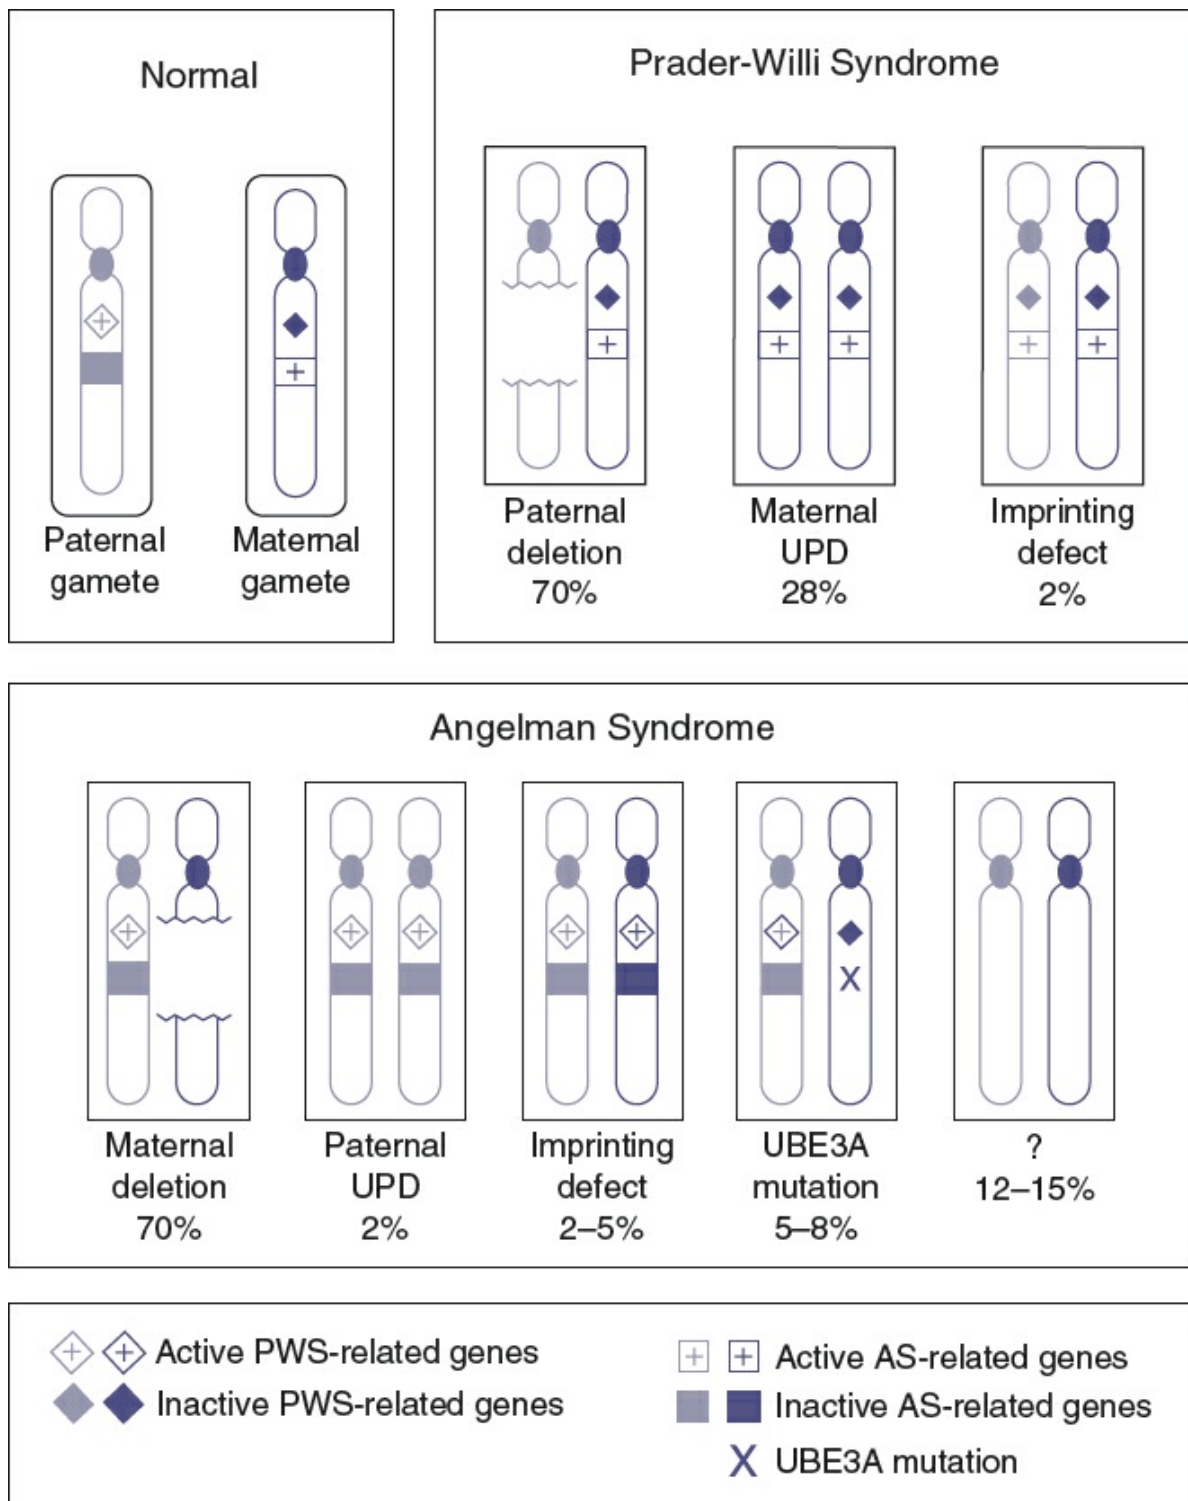 Normal
Paternal
gamete
Maternal
gamete
Prader-Willi Syndrome
Paternal
deletion
70%
Maternal
UPD
28%
Imprinting
defect
2%
Angelman Syndrome
X
Maternal
deletion
70%
Paternal
UPD
2%
Imprinting
defect
2–5%
UBE3A
mutation
5–8%
?
12–15%
Active PWS-related genes
Inactive PWS-related genes
Active AS-related genes
Inactive AS-related genes
X UBE3A mutation